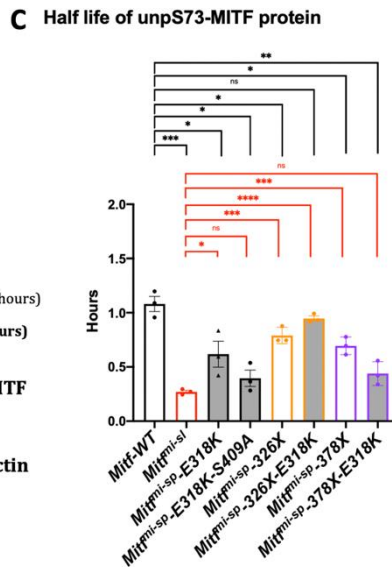 C Half life of unpS73-MITF protein
**
*
ns
*
*
*
***
ns
***
****
***
ns
*
2.0
1.5
1.0
0.5
0.0
Hours
hours)
urs)
ITF
ctin
Mitf-WT
Mitfmi-sl
Mitfmi-sp-E318K
Mitfmi-sp-E318K-S409A
Mitfmi-sp-326X
Mitfmi-sp-326X-E318K
Mitfmi-sp-378X
Mitfmi-sp-378X-E318K